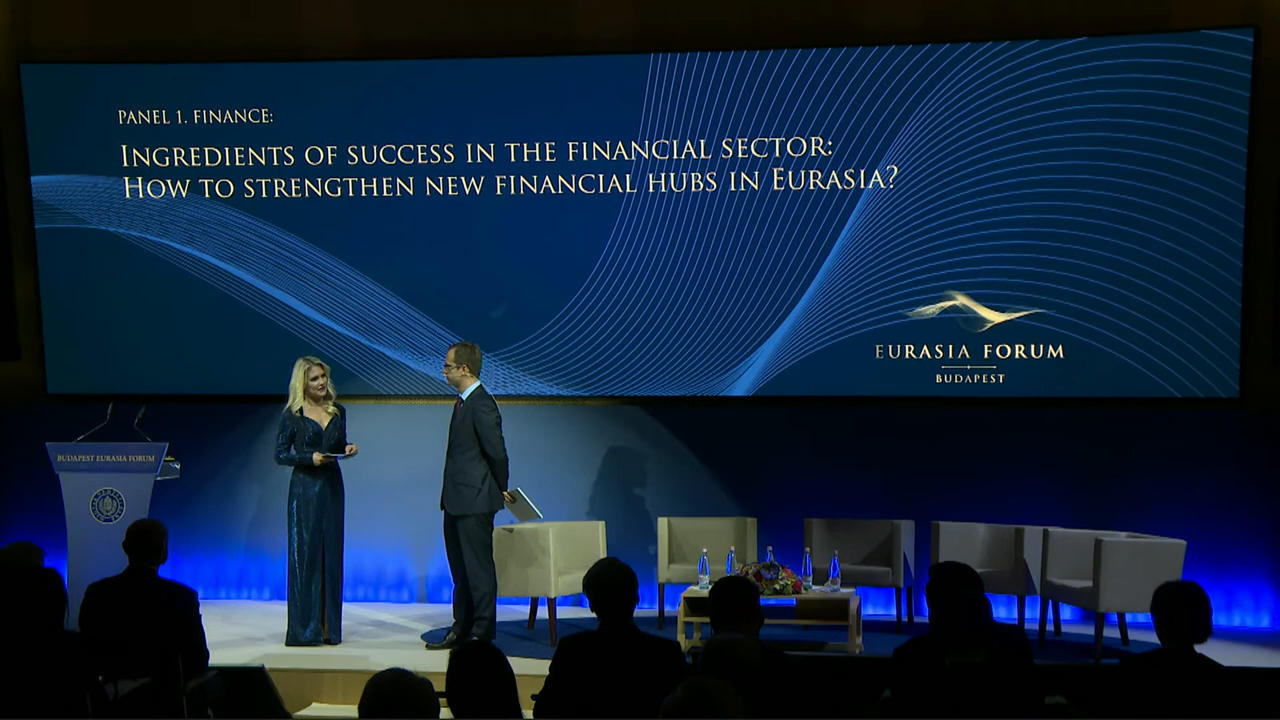 PANEL 1. FINANCE:
INGREDIENTS OF SUCCESS IN THE FINANCIAL SECTOR:
HOW TO STRENGTHEN NEW FINANCIAL HUBS IN EURASIA?
EURASIA FORUM
BUDAPEST
BUDAPEST EURASIA FORUM